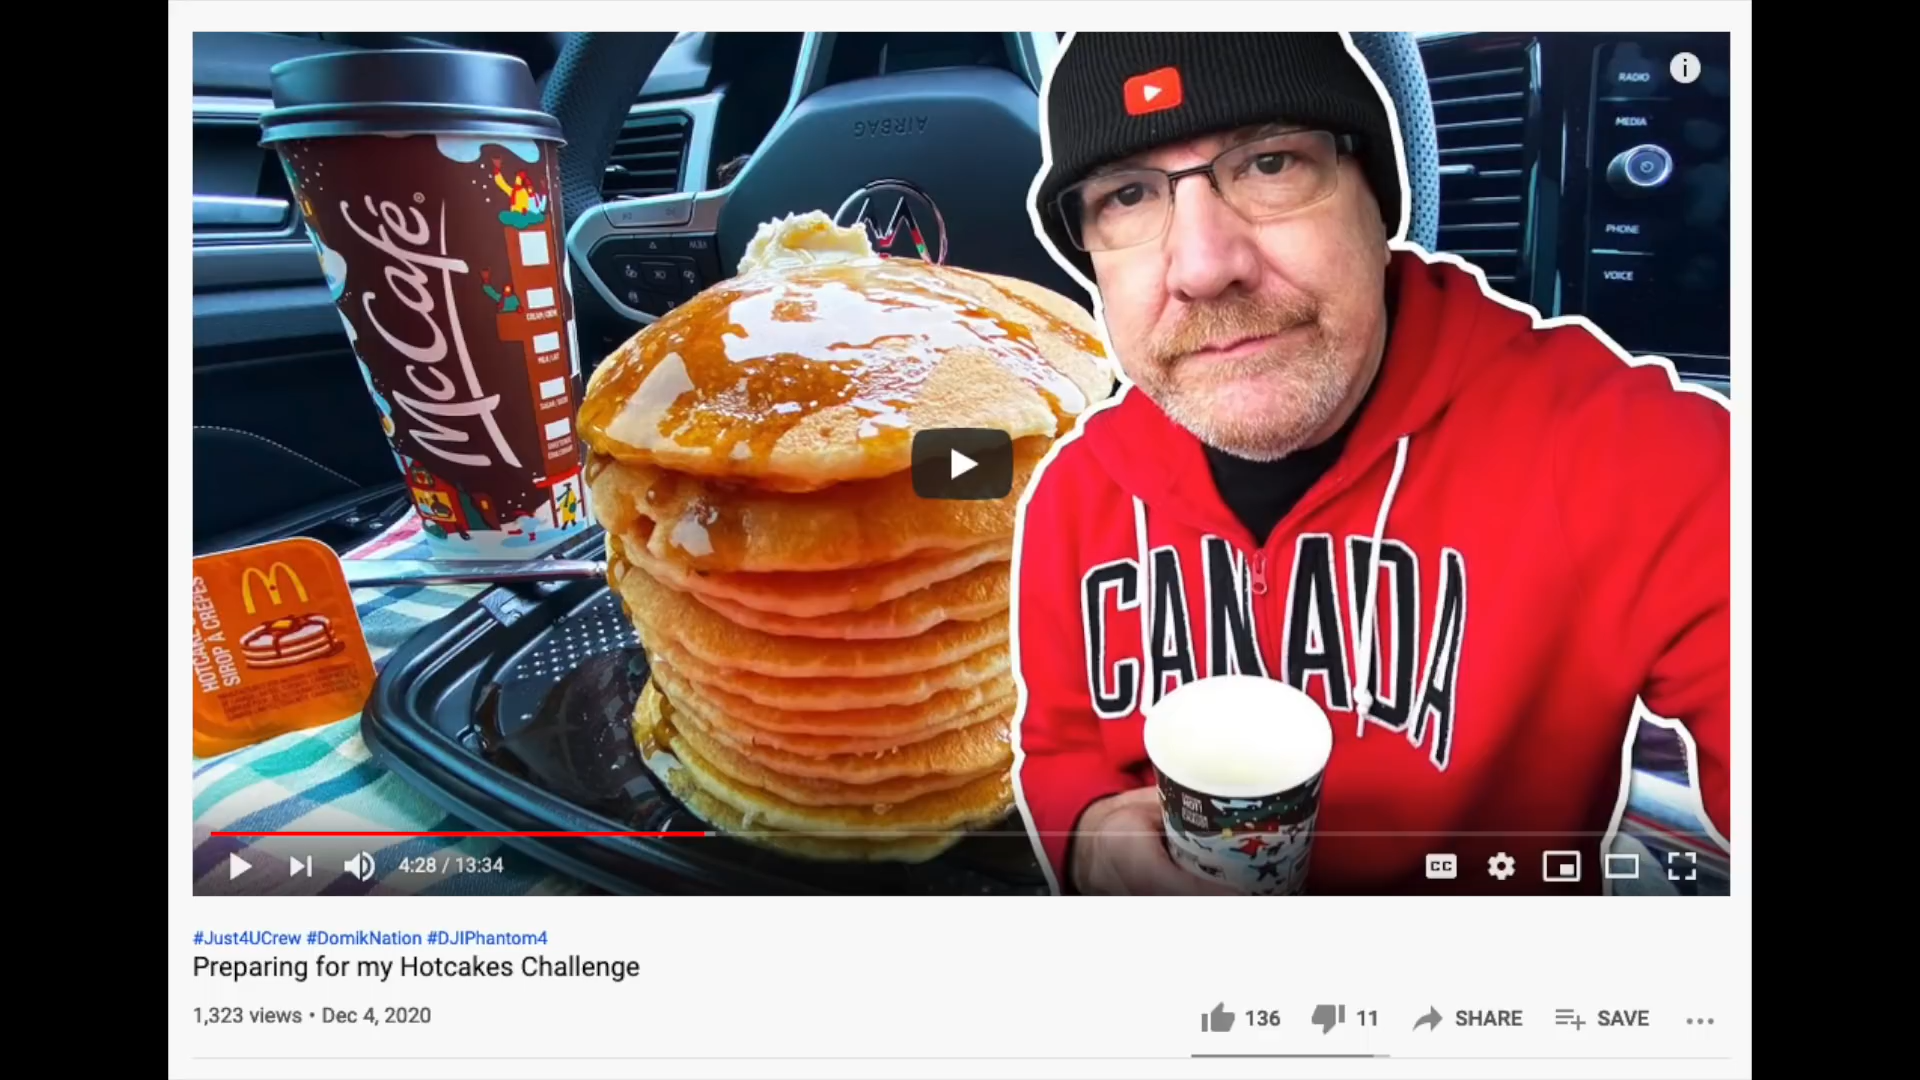 RADIO
AIRBAG
MEDIA
McCafé®
PHONE
VOICE
CANADA
HOTCAKE
SIROP À CRÊPES
4:28 / 13:34
CC
#Just4UCrew #DomikNation #DJIPhantom4
Preparing for my Hotcakes Challenge
1,323 views • Dec 4, 2020
136
11
SHARE
SAVE